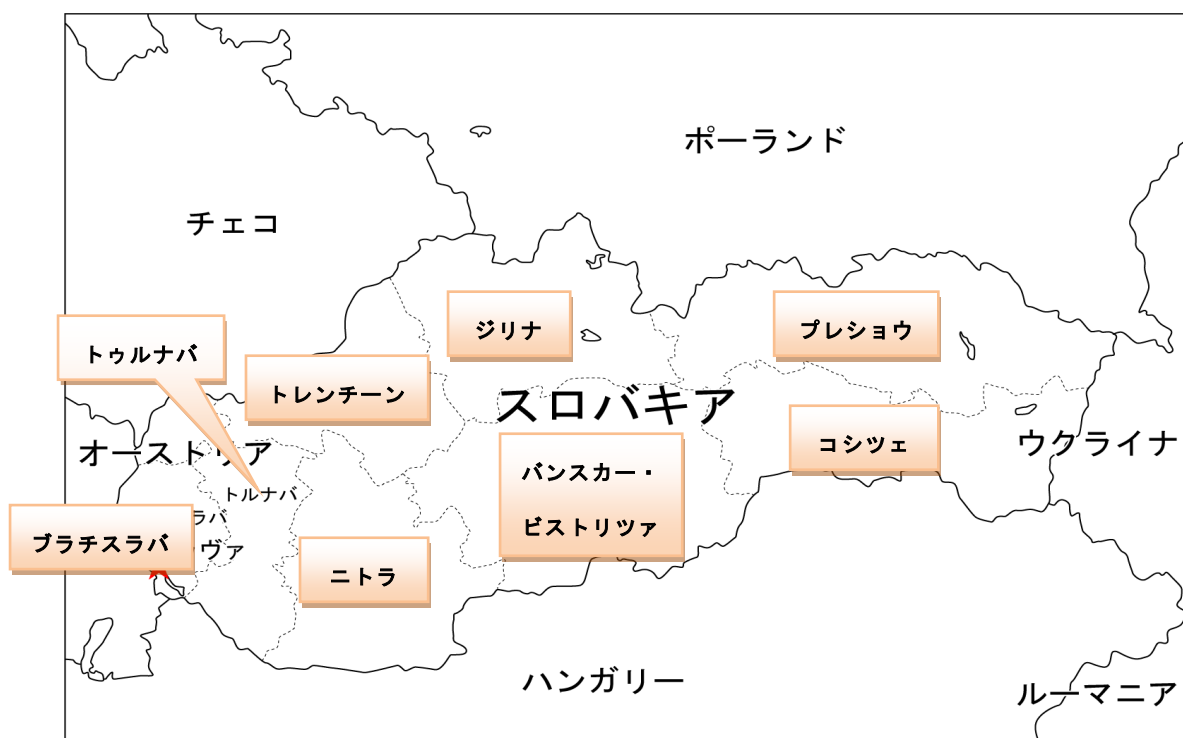 ポーランド
チェコ
ジリナ
プレショウ
トゥルナバ
トレンチーン
スロバキア
コシツェ
ウクライナ
オーストリア
バンスカー・
ビストリツァ
トルナバ
ラバ
ブラチスラバ
ヴァ
ニトラ
ハンガリー
ルーマニア